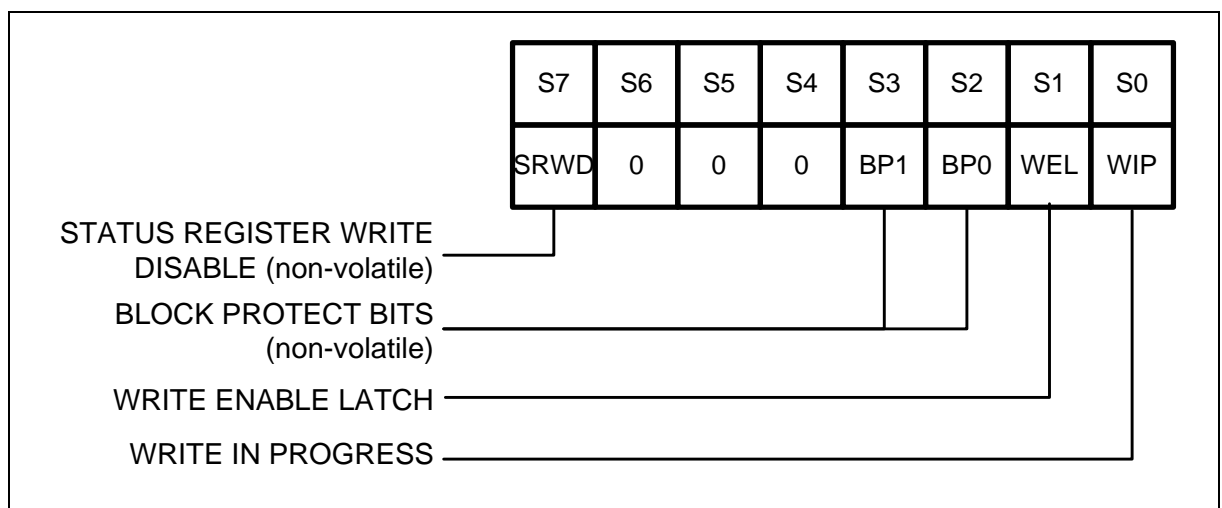 S7 S6 S5 S4 S3 S2 S1 S0
SRWD 0 0 0 BP1 BP0 WEL WIP
STATUS REGISTER WRITE
DISABLE (non-volatile)
BLOCK PROTECT BITS
(non-volatile)
WRITE ENABLE LATCH
WRITE IN PROGRESS